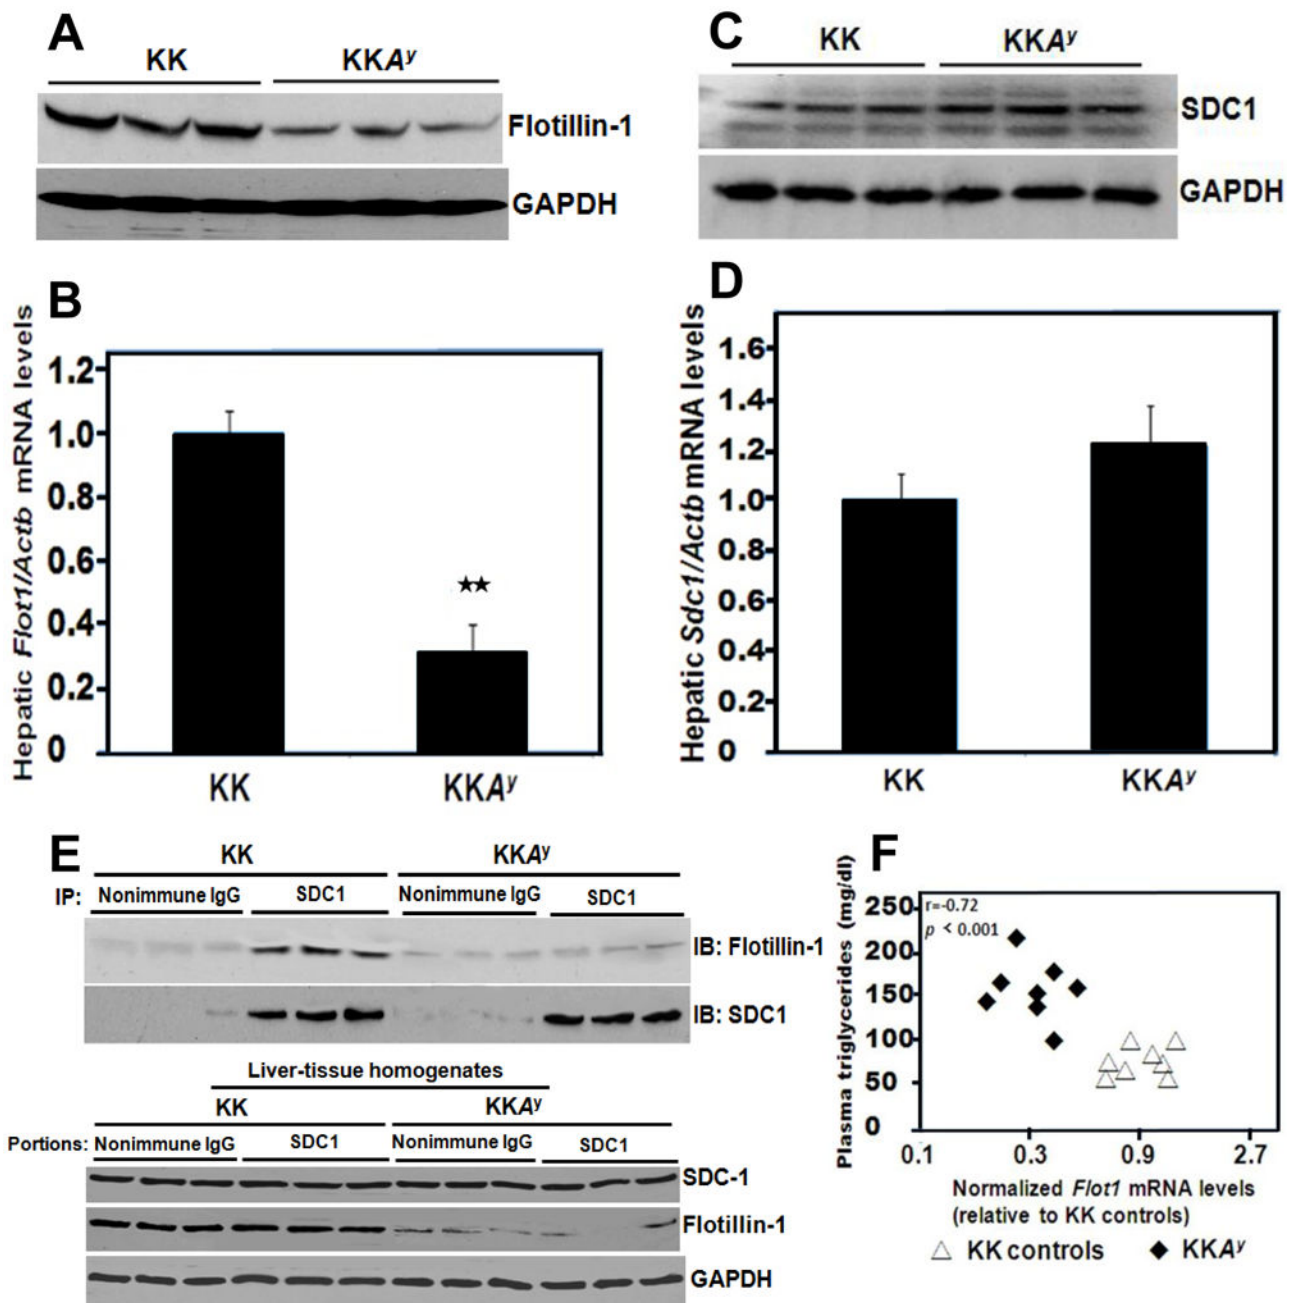 A
KK KKAʸ
Flotillin-1
GAPDH
C
KK KKAʸ
SDC1
GAPDH
B
Hepatic Flot1/Actb mRNA levels
1.2
1.0
0.8
0.6
0.4
0.2
0
★★
KK KKAʸ
D
Hepatic Sdc1/Actb mRNA levels
1.6
1.4
1.2
1.0
0.8
0.6
0.4
0.2
0
KK KKAʸ
E
KK KKAʸ
IP: Nonimmune IgG SDC1 Nonimmune IgG SDC1
IB: Flotillin-1
IB: SDC1
Liver-tissue homogenates
KK KKAʸ
Portions: Nonimmune IgG SDC1 Nonimmune IgG SDC1
SDC-1
Flotillin-1
GAPDH
F
Plasma triglycerides (mg/dl)
250
200
150
100
50
0
r=-0.72
p < 0.001
0.1 0.3 0.9 2.7
Normalized Flot1 mRNA levels
(relative to KK controls)
△ KK controls ◆ KKAʸ